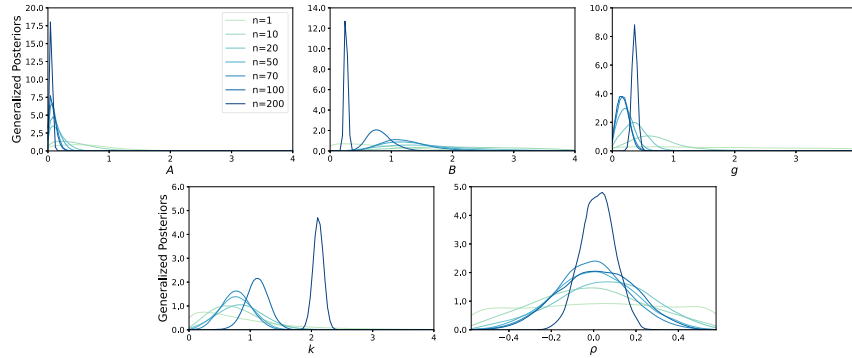 Generalized Posteriors
20.0
17.5
15.0
12.5
10.0
7.5
5.0
2.5
0.0
0 1 2 3 4
A
n=1
n=10
n=20
n=50
n=70
n=100
n=200
14.0
12.0
10.0
8.0
6.0
4.0
2.0
0.0
0 1 2 3 4
B
10.0
8.0
6.0
4.0
2.0
0.0
0 1 2 3
g
Generalized Posteriors
6.0
5.0
4.0
3.0
2.0
1.0
0.0
0 1 2 3 4
k
5.0
4.0
3.0
2.0
1.0
0.0
−0.4 −0.2 0.0 0.2 0.4
ρ